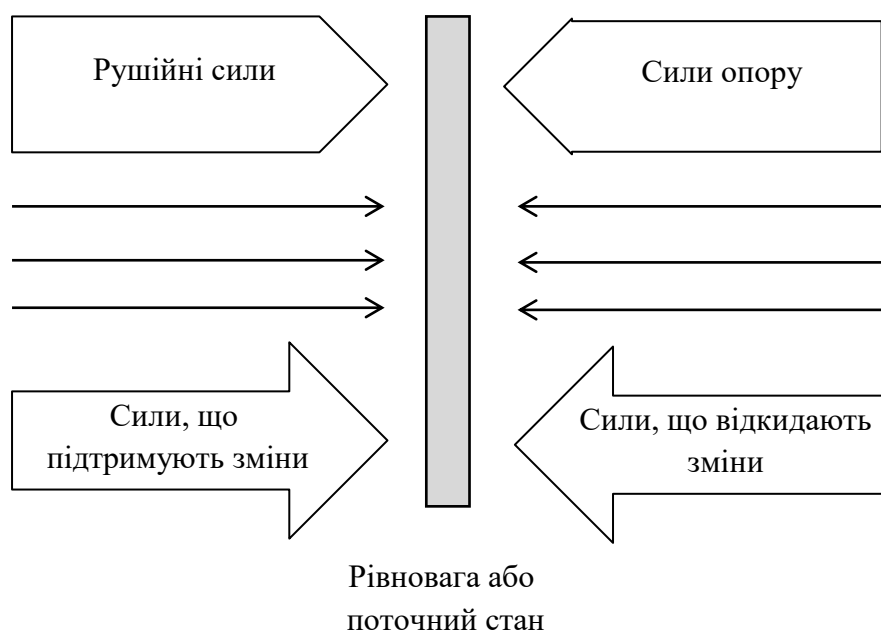 Рушійні сили
Сили опору
Сили, що
підтримують зміни
Сили, що відкидають
зміни
Рівновага або
поточний стан